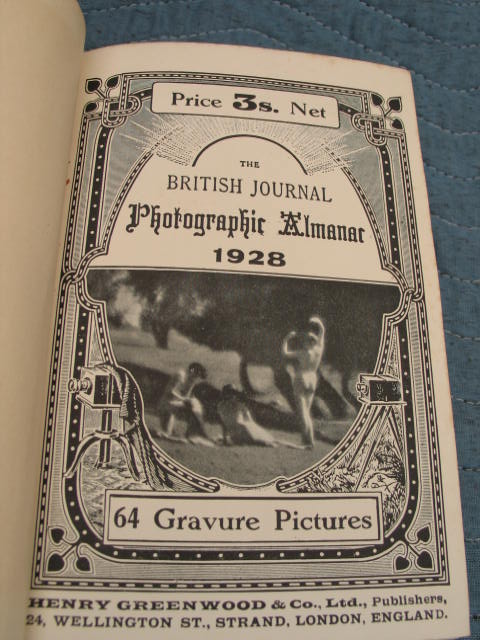 Price 3s. Net
THE
BRITISH JOURNAL
Photographic Almanac
1928
64 Gravure Pictures
HENRY GREENWOOD & Co., Ltd., Publishers,
24, WELLINGTON ST., STRAND, LONDON, ENGLAND.